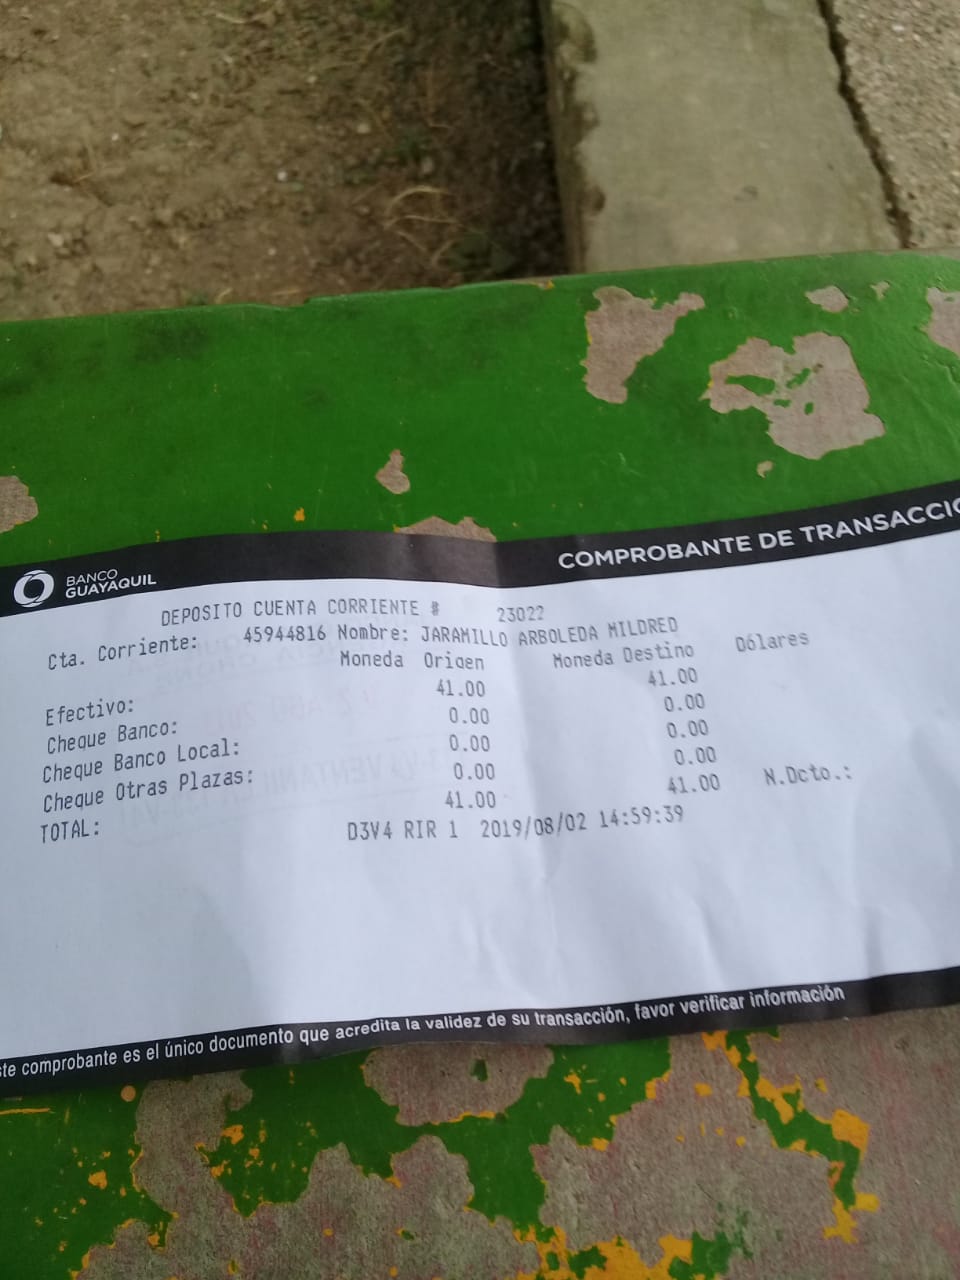 BANCO
GUAYAQUIL
COMPROBANTE DE TRANSACCIÓ
DEPOSITO CUENTA CORRIENTE # 23022
Cta. Corriente: 45944816 Nombre: JARAMILLO ARBOLEDA MILDRED
Moneda Origen Moneda Destino Dólares
Efectivo: 41.00 41.00
Cheque Banco: 0.00 0.00
Cheque Banco Local: 0.00 0.00
Cheque Otras Plazas: 0.00 0.00
TOTAL: 41.00 41.00 N.Dcto.:
D3V4 RIR 1 2019/08/02 14:59:39
ste comprobante es el único documento que acredita la validez de su transacción, favor verificar información